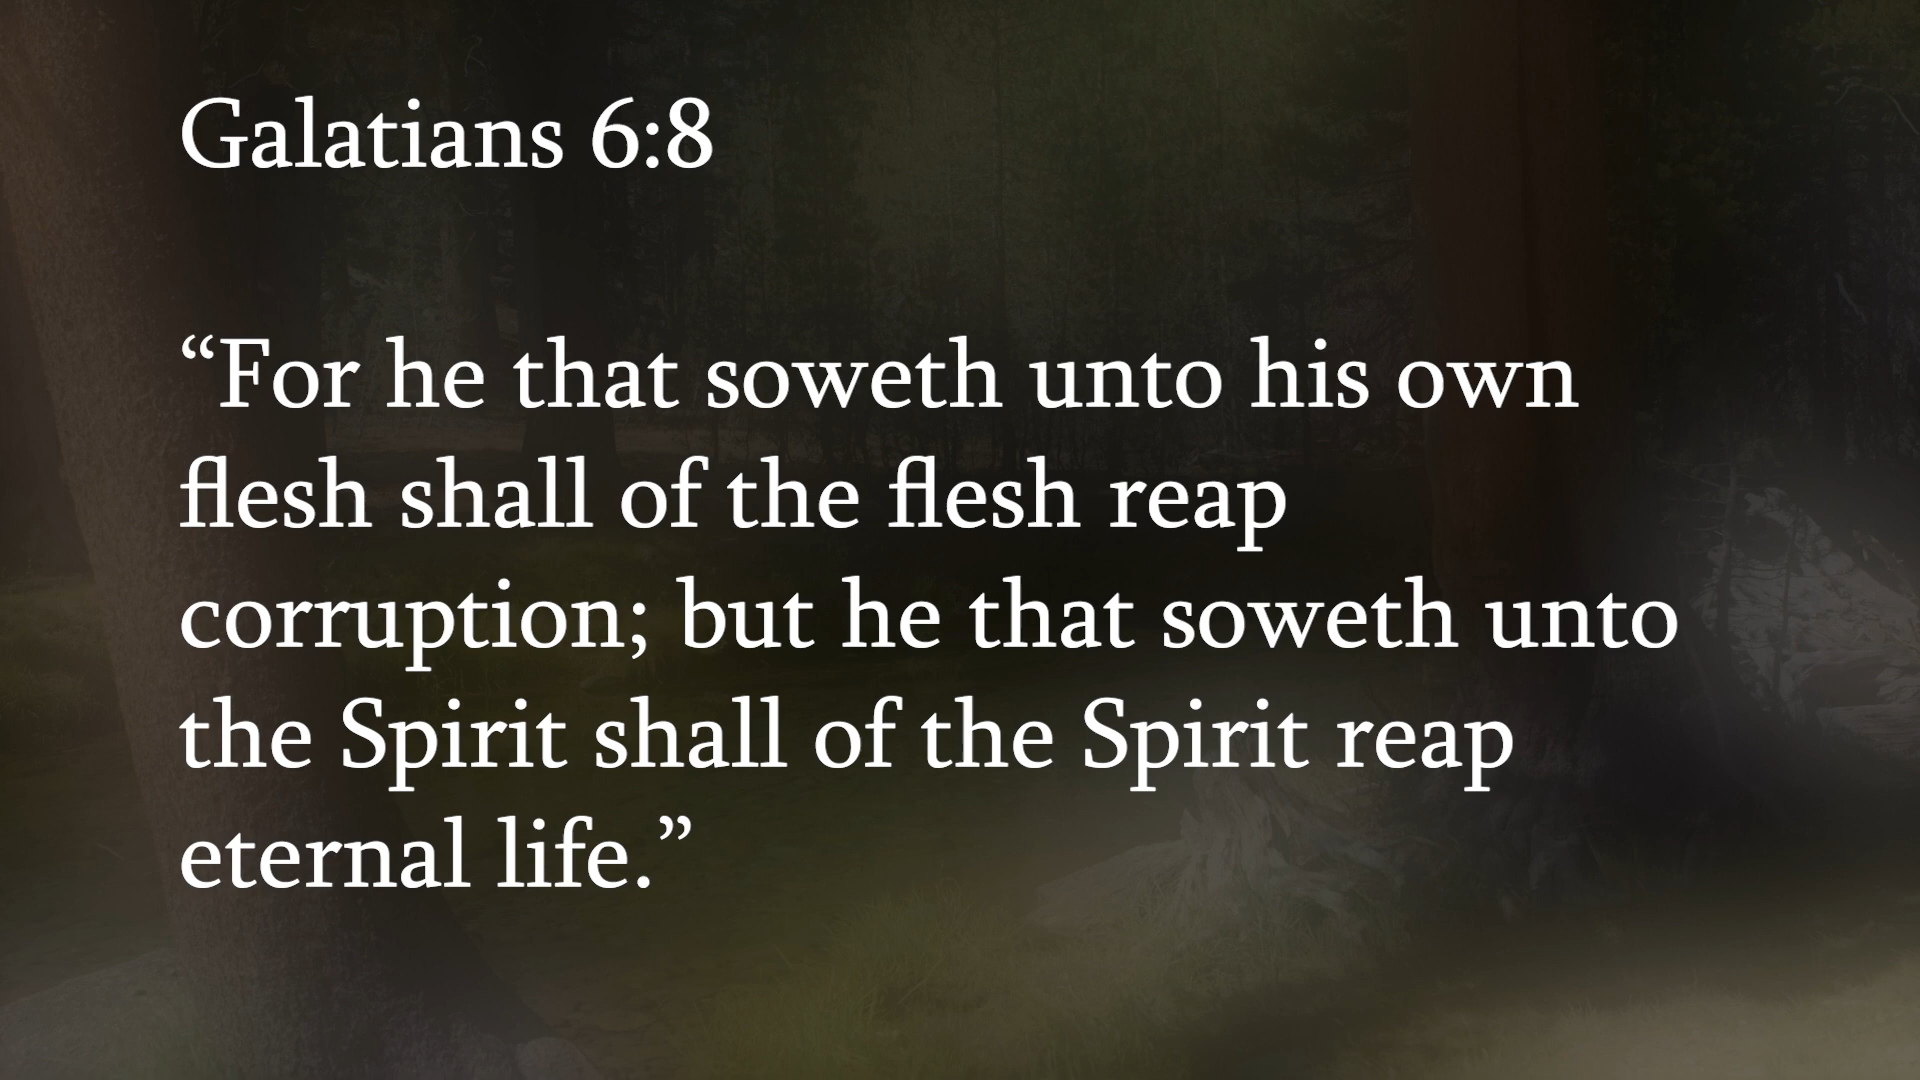 Galatians 6:8
“For he that soweth unto his own
flesh shall of the flesh reap
corruption; but he that soweth unto
the Spirit shall of the Spirit reap
eternal life.”